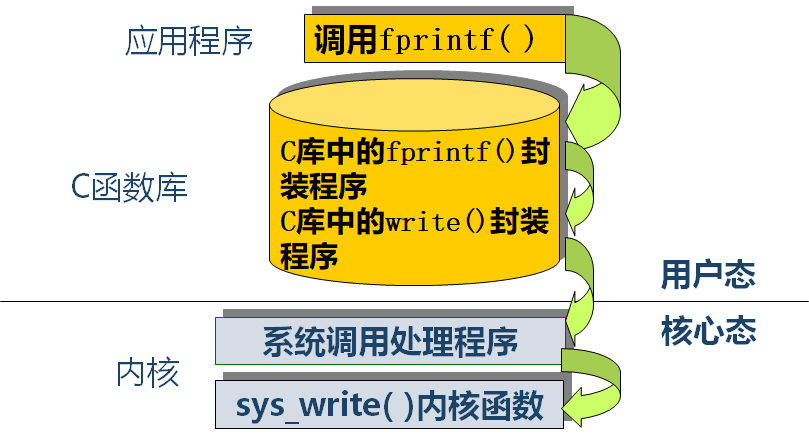 应用程序
调用fprintf( )
C函数库
C库中的fprintf()封
装程序
C库中的write()封装
程序
用户态
核心态
内核
系统调用处理程序
sys_write( )内核函数